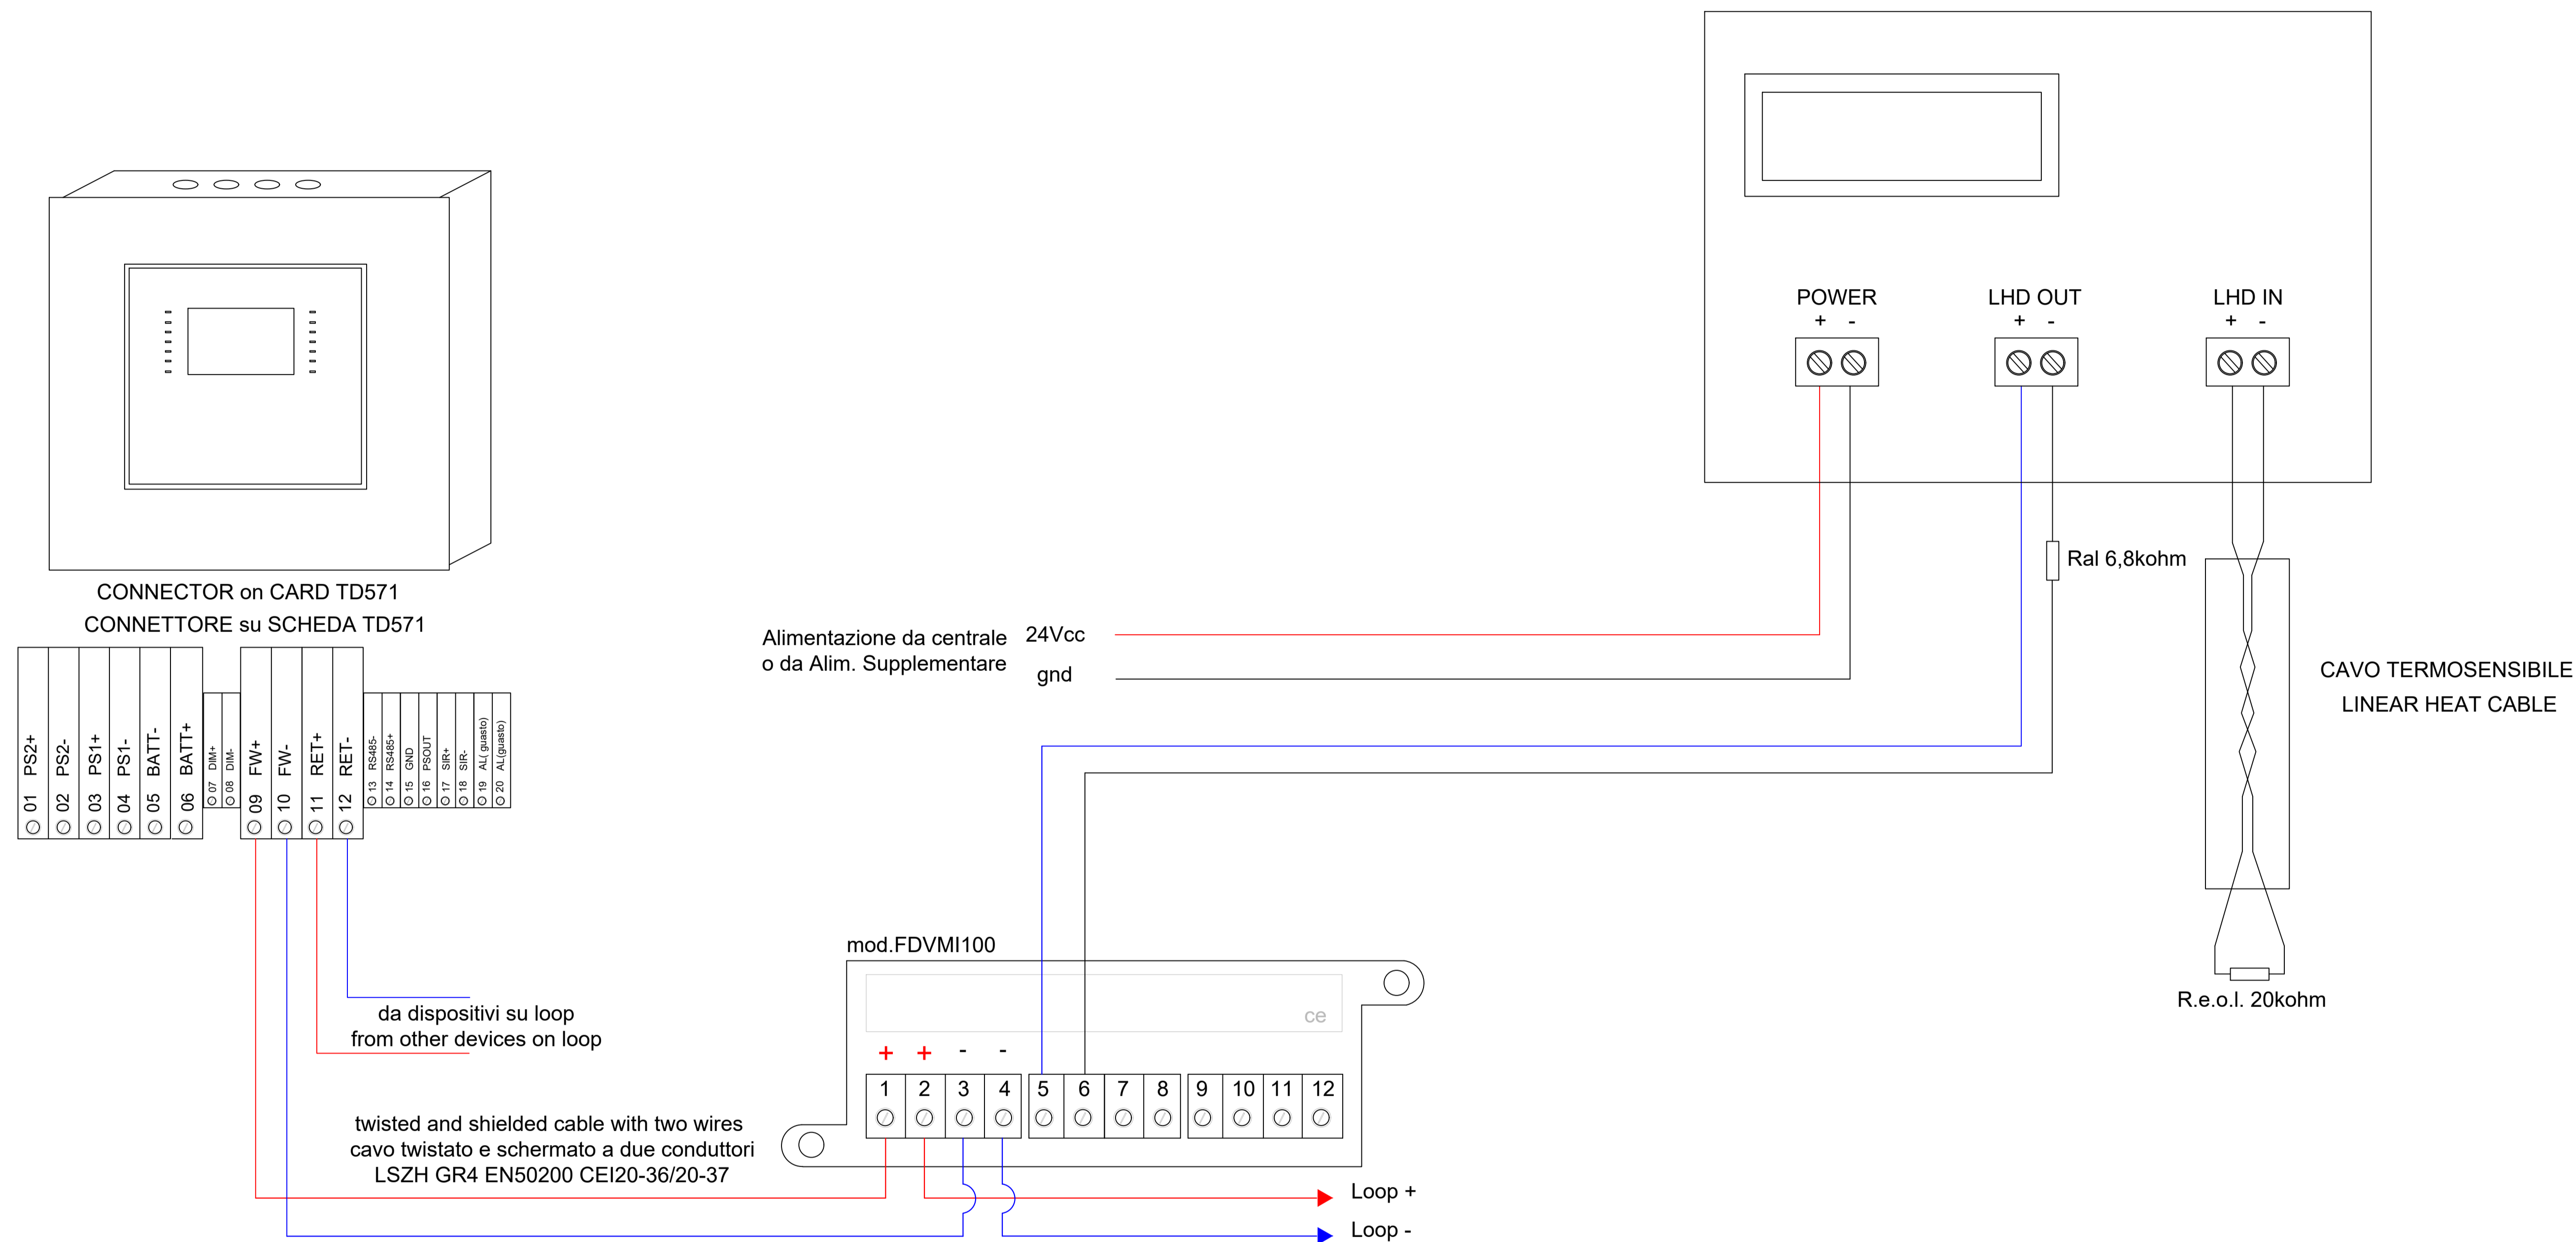 POWER
+ -
LHD OUT
+ -
LHD IN
+ -
CONNECTOR on CARD TD571
CONNETTORE su SCHEDA TD571
01 PS2+
02 PS2-
03 PS1+
04 PS1-
05 BATT-
06 BATT+
07 DIM+
08 DIM-
09 FW+
10 FW-
11 RET+
12 RET-
13 RS485-
14 RS485+
15 GND
16 PSOUT
17 SIR+
18 SIR-
19 AL( guasto)
20 AL(guasto)
Ral 6,8kohm
Alimentazione da centrale
o da Alim. Supplementare
24Vcc
gnd
CAVO TERMOSENSIBILE
LINEAR HEAT CABLE
R.e.o.l. 20kohm
da dispositivi su loop
from other devices on loop
mod.FDVMI100
ce
+ + - -
1 2 3 4 5 6 7 8 9 10 11 12
twisted and shielded cable with two wires
cavo twistato e schermato a due conduttori
LSZH GR4 EN50200 CEI20-36/20-37
Loop +
Loop -